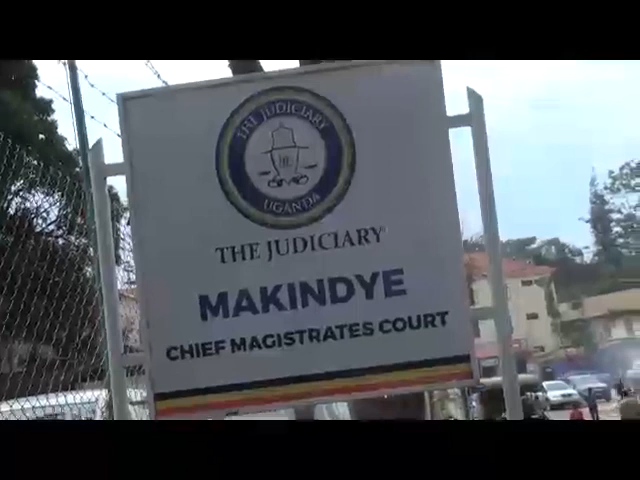 THE JUDICIARY
UGANDA
THE JUDICIARY
MAKINDYE
CHIEF MAGISTRATES COURT